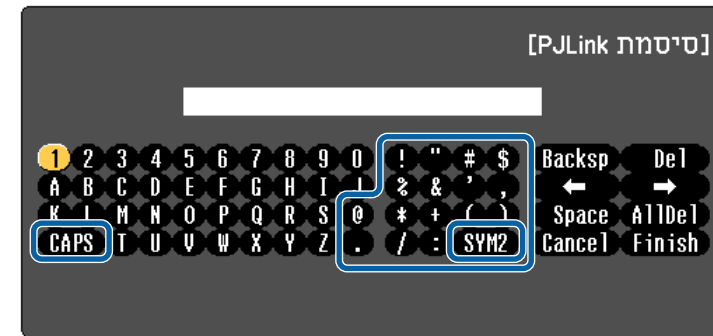 [סיסמת PJLink]
1 2 3 4 5 6 7 8 9 0 ! " # $ Backsp Del
A B C D E F G H I J % & ' , ← →
K L M N O P Q R S @ * + ( ) Space AllDel
CAPS T U V W X Y Z . / : SYM2 Cancel Finish